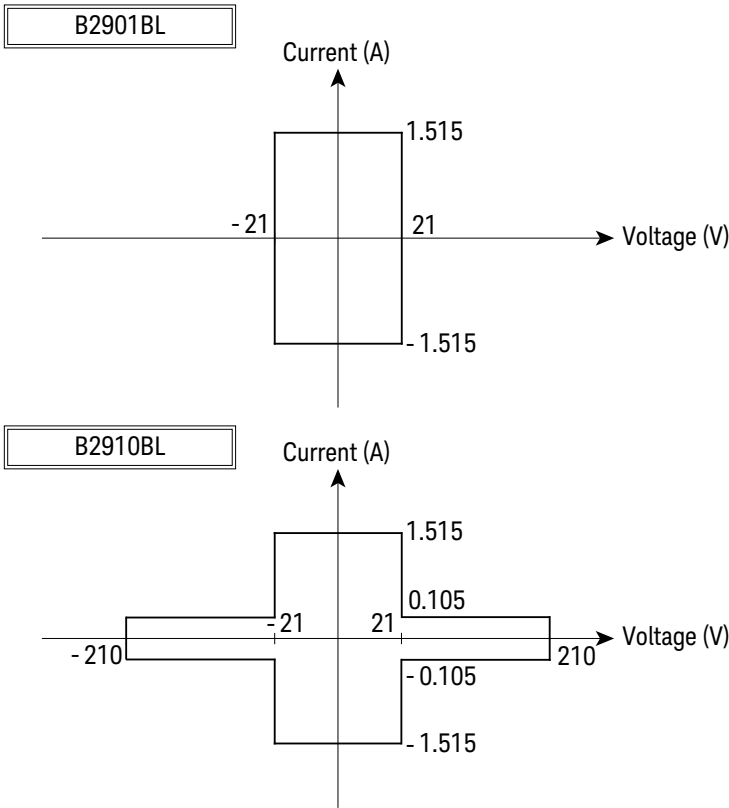 B2901BL
Current (A)
1.515
- 21
21
Voltage (V)
- 1.515
B2910BL
Current (A)
1.515
0.105
- 21
21
Voltage (V)
- 210
210
- 0.105
- 1.515